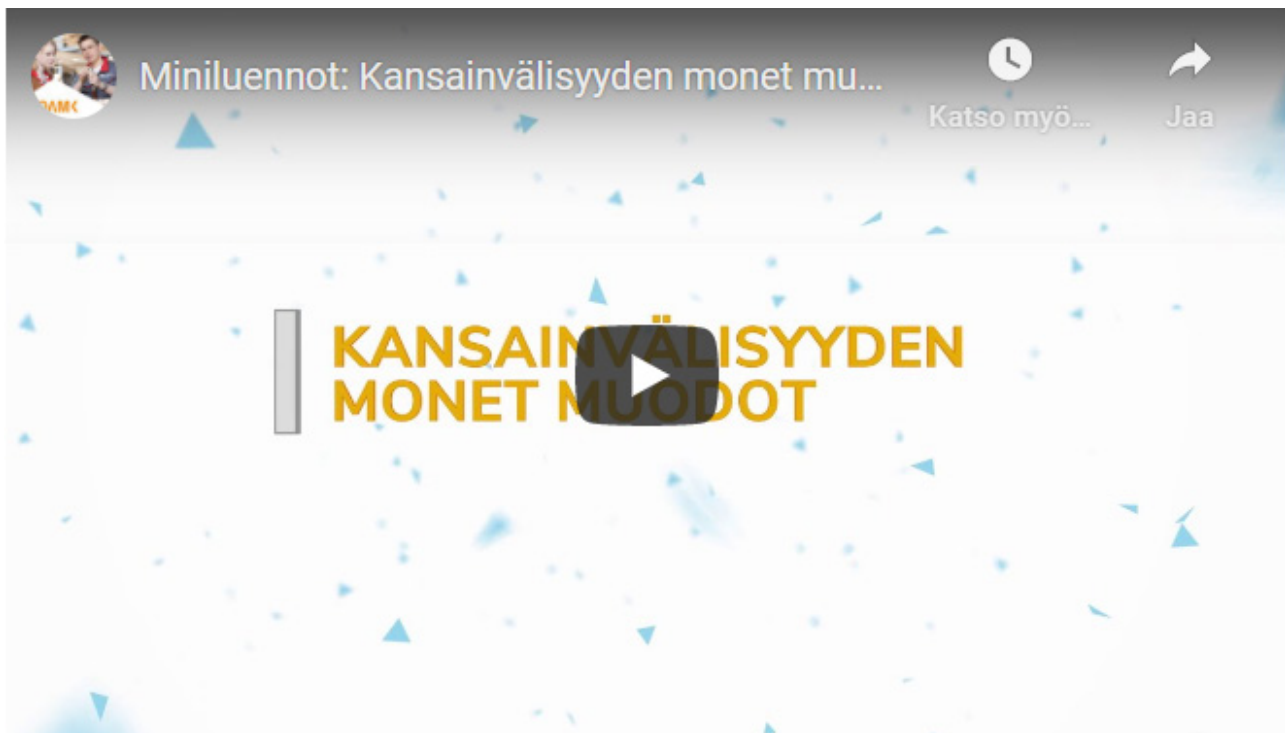 Miniluennot: Kansainvälisyyden monet mu...
Katso myö...
Jaa
KANSAINVÄLISYYDEN
MONET MUODOT